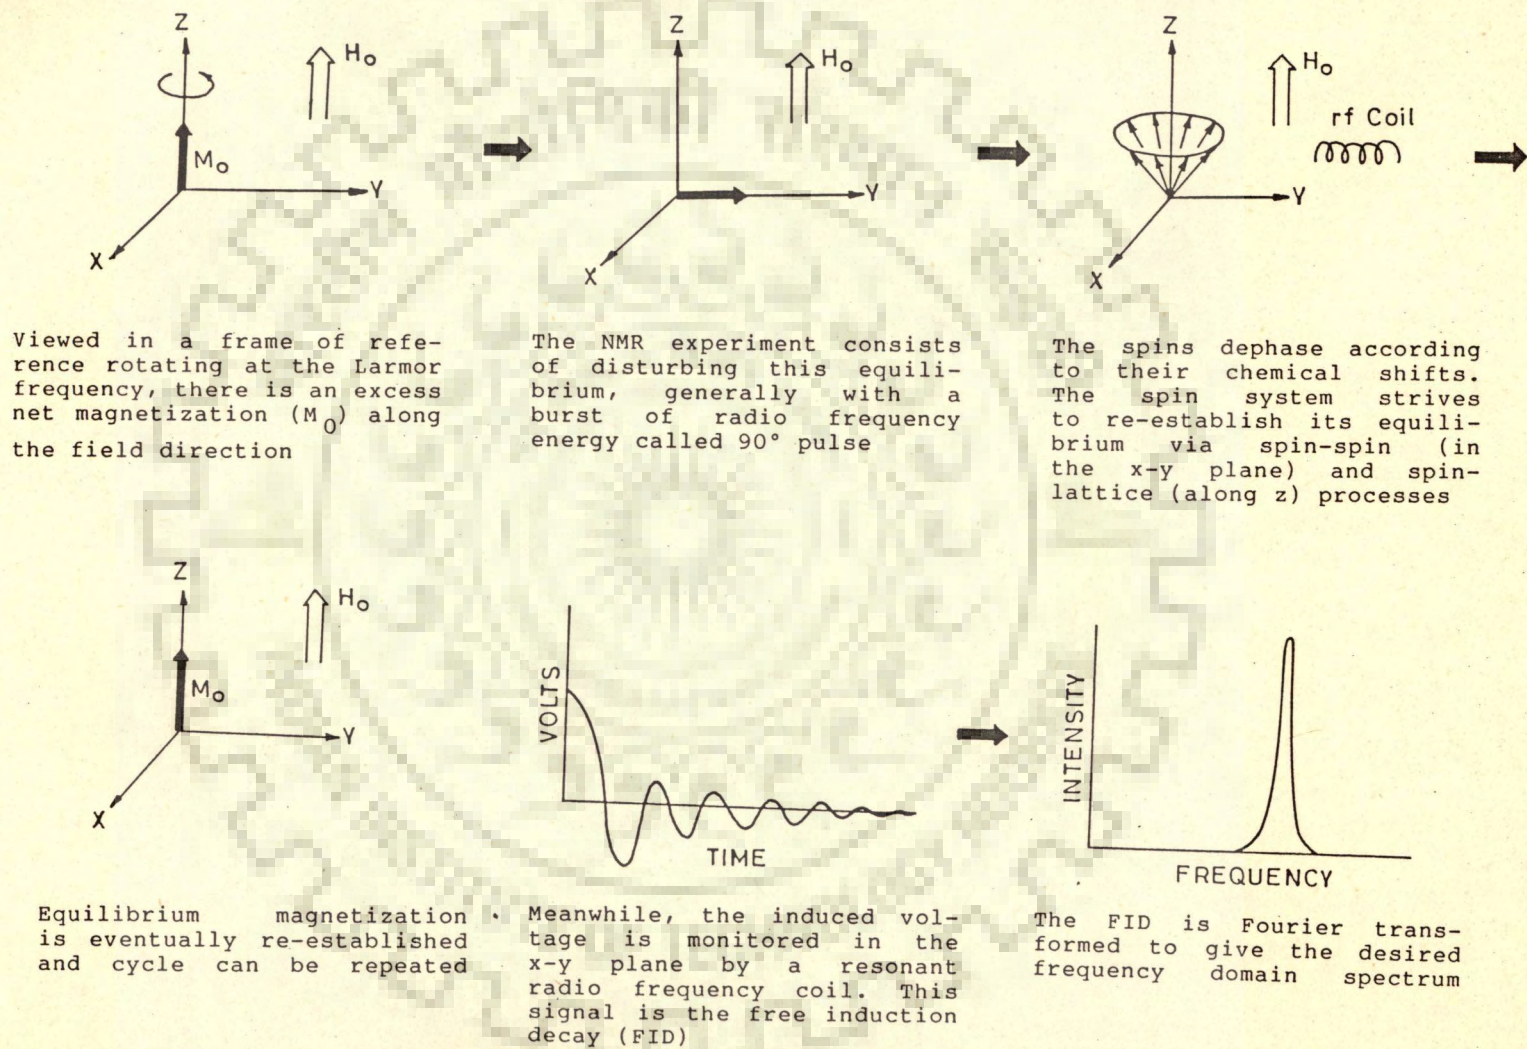 Z
H₀
M₀
Y
X
Z
H₀
Y
X
Z
H₀
rf Coil
Y
X
Viewed in a frame of refe-
rence rotating at the Larmor
frequency, there is an excess
net magnetization (M₀) along
the field direction
The NMR experiment consists
of disturbing this equili-
brium, generally with a
burst of radio frequency
energy called 90° pulse
The spins dephase according
to their chemical shifts.
The spin system strives
to re-establish its equili-
brium via spin-spin (in
the x-y plane) and spin-
lattice (along z) processes
Z
H₀
M₀
Y
X
VOLTS
TIME
INTENSITY
FREQUENCY
Equilibrium magnetization
is eventually re-established
and cycle can be repeated
Meanwhile, the induced vol-
tage is monitored in the
x-y plane by a resonant
radio frequency coil. This
signal is the free induction
decay (FID)
The FID is Fourier trans-
formed to give the desired
frequency domain spectrum